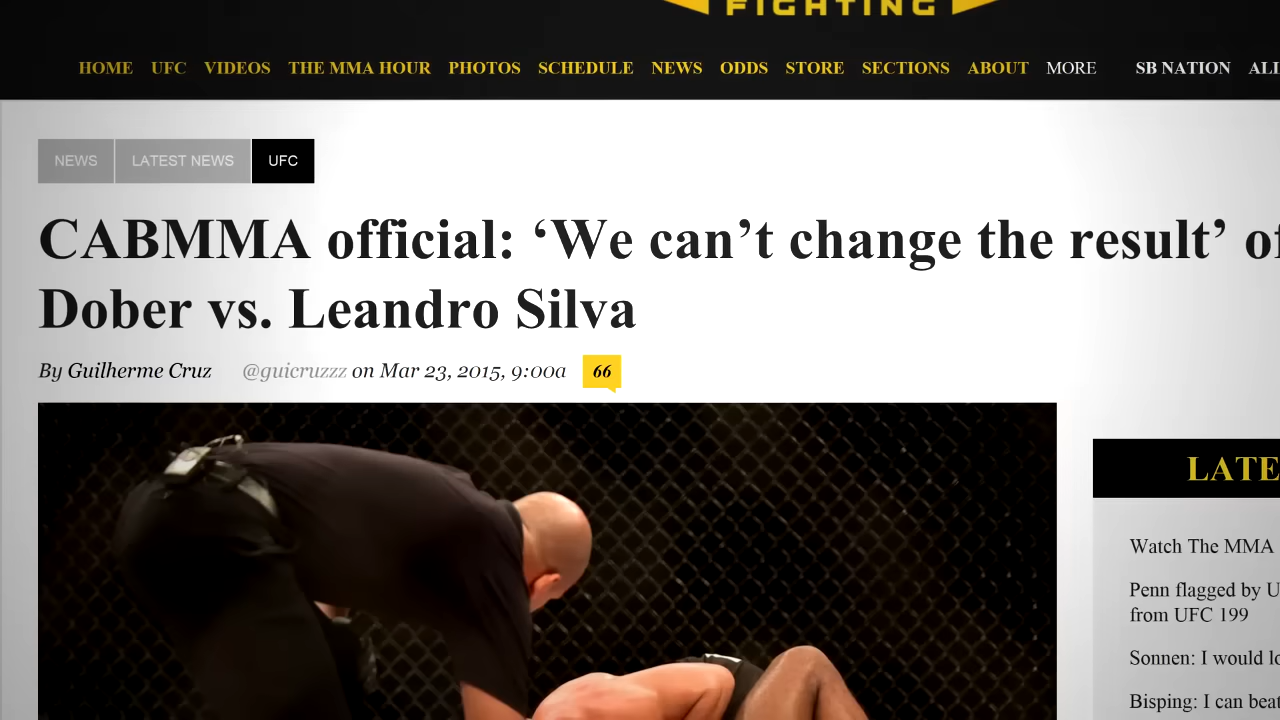 FIGHTING
HOME UFC VIDEOS THE MMA HOUR PHOTOS SCHEDULE NEWS ODDS STORE SECTIONS ABOUT MORE SB NATION ALL
NEWS LATEST NEWS UFC
CABMMA official: ‘We can’t change the result’ of
Dober vs. Leandro Silva
By Guilherme Cruz @guicruzzz on Mar 23, 2015, 9:00a 66
LATE
Watch The MMA
Penn flagged by U
from UFC 199
Sonnen: I would lo
Bisping: I can beat